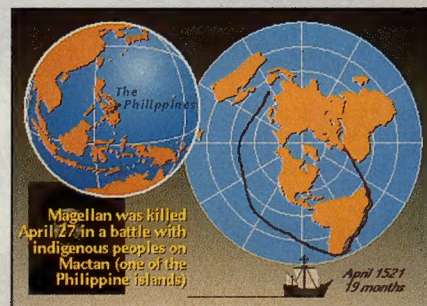 The
Philippines
Magellan was killed
April 27 in a battle with
indigenous peoples on
Mactan (one of the
Philippine islands)
April 1521
19 months